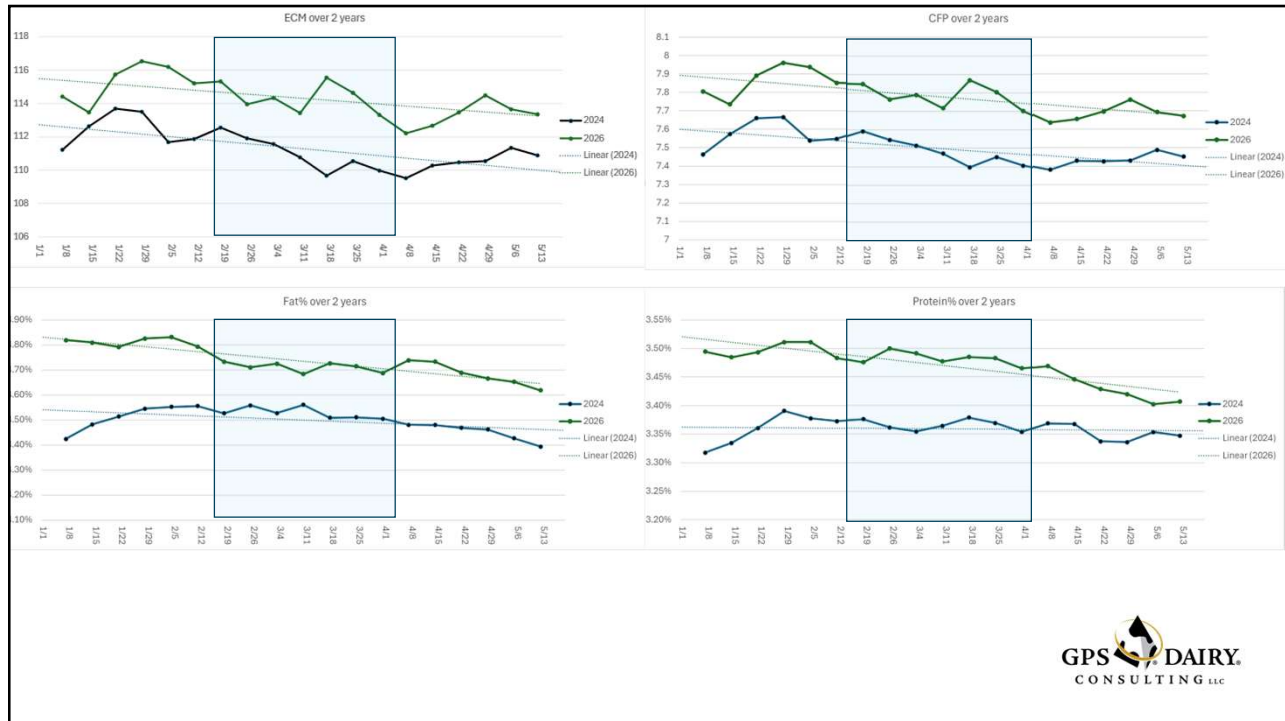 ECM over 2 years
118
116
114
112
110
108
106
1/1 1/8 1/15 1/22 1/29 2/5 2/12 2/19 2/26 3/4 3/11 3/18 3/25 4/1 4/8 4/15 4/22 4/29 5/6 5/13
2024
2026
Linear (2024)
Linear (2026)
CFP over 2 years
8.1
8
7.9
7.8
7.7
7.6
7.5
7.4
7.3
7.2
7.1
7
1/1 1/8 1/15 1/22 1/29 2/5 2/12 2/19 2/26 3/4 3/11 3/18 3/25 4/1 4/8 4/15 4/22 4/29 5/6 5/13
2024
2026
Linear (2024)
Linear (2026)
Fat% over 2 years
.90%
.80%
.70%
.60%
.50%
.40%
.30%
.20%
.10%
1/1 1/8 1/15 1/22 1/29 2/5 2/12 2/19 2/26 3/4 3/11 3/18 3/25 4/1 4/8 4/15 4/22 4/29 5/6 5/13
2024
2026
Linear (2024)
Linear (2026)
Protein% over 2 years
3.55%
3.50%
3.45%
3.40%
3.35%
3.30%
3.25%
3.20%
1/1 1/8 1/15 1/22 1/29 2/5 2/12 2/19 2/26 3/4 3/11 3/18 3/25 4/1 4/8 4/15 4/22 4/29 5/6 5/13
2024
2026
Linear (2024)
Linear (2026)
GPS DAIRY
CONSULTING LLC